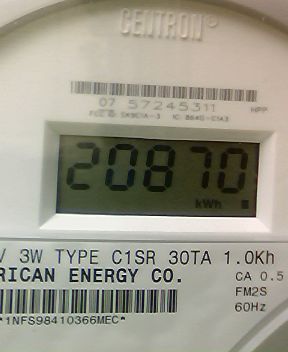 CENTRON®
07 57245311 HPP
20870
kWh
V 3W TYPE C1SR 30TA 1.0Kh
RICAN ENERGY CO. CA 0.5
FM2S
*1NFS98410366MEC* 60Hz